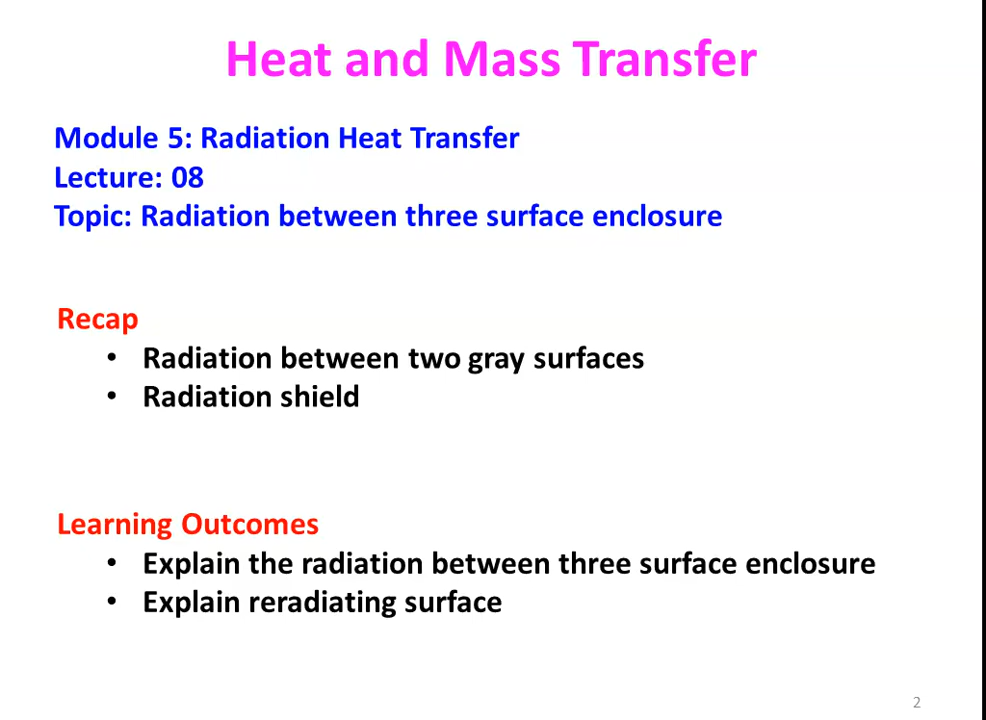 Heat and Mass Transfer
Module 5: Radiation Heat Transfer
Lecture: 08
Topic: Radiation between three surface enclosure
Recap
• Radiation between two gray surfaces
• Radiation shield
Learning Outcomes
• Explain the radiation between three surface enclosure
• Explain reradiating surface
2